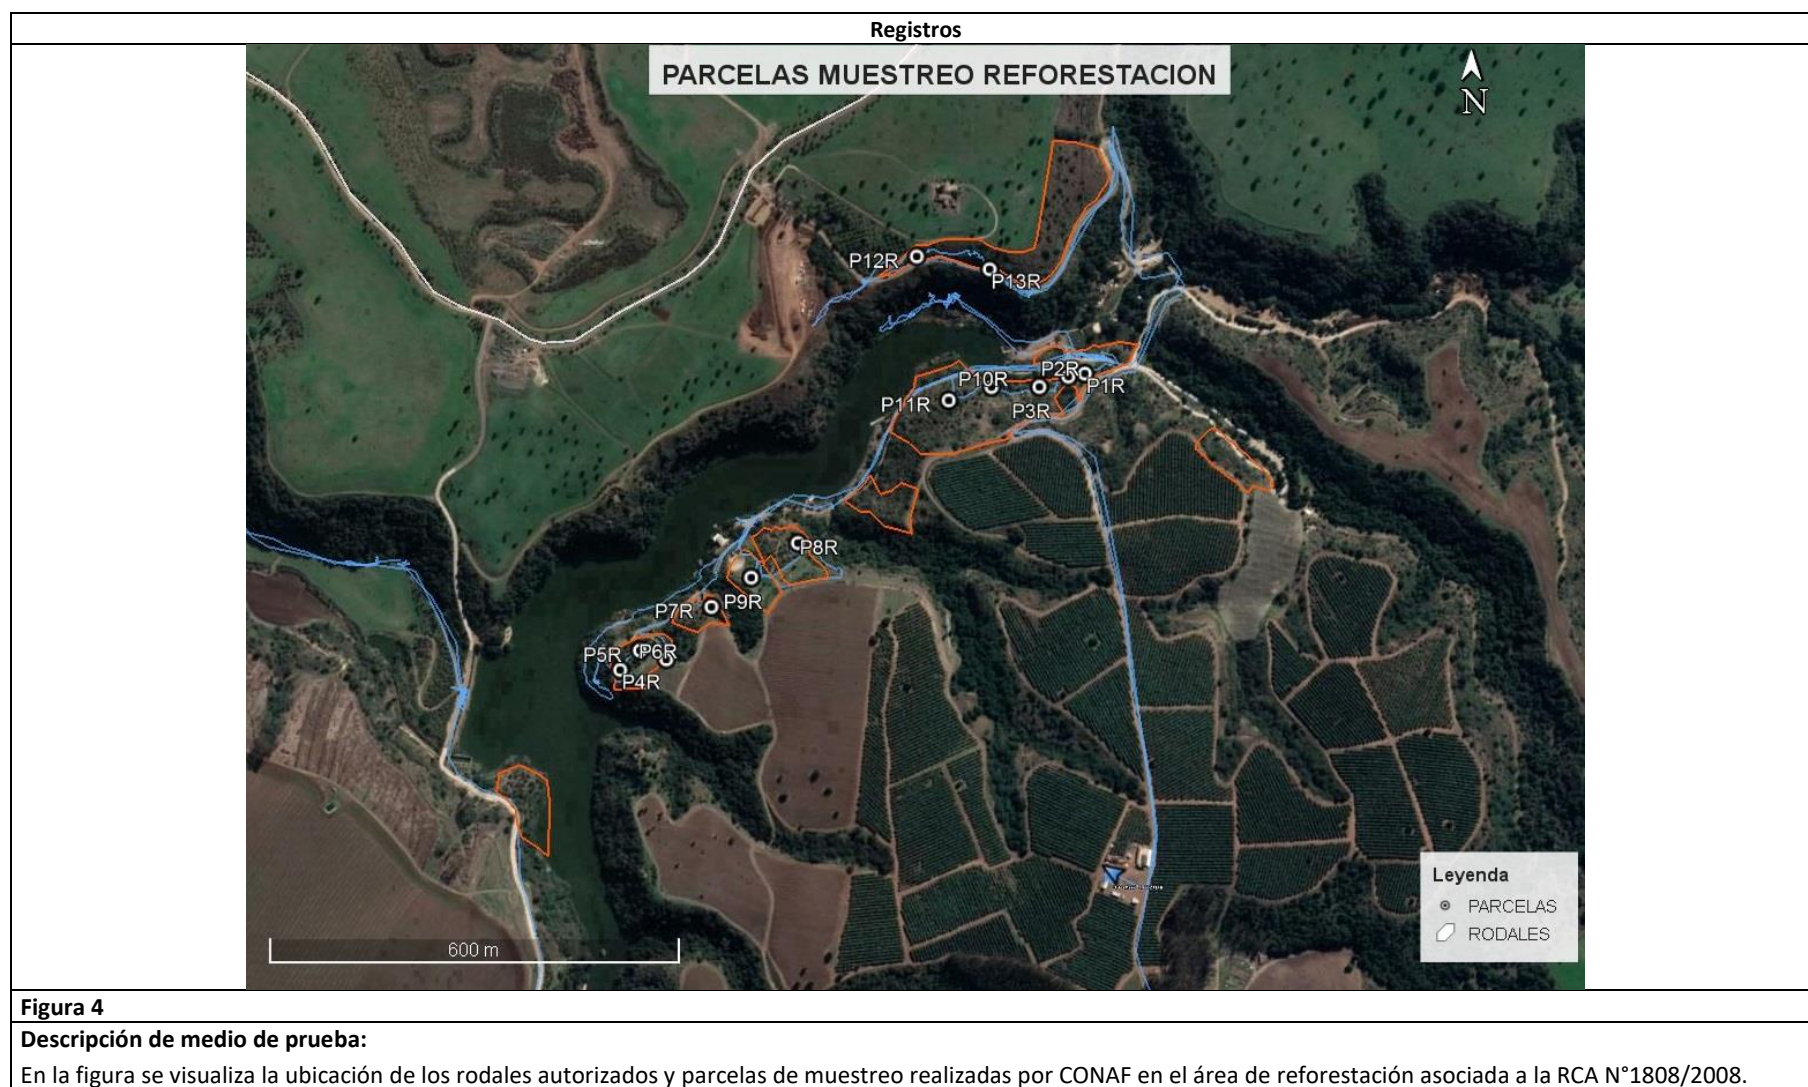 Registros
PARCELAS MUESTREO REFORESTACION
N
P12R
P13R
P2R
P10R
P1R
P11R
P3R
P8R
P9R
P7R
P5R
P6R
P4R
Leyenda
PARCELAS
RODALES
600 m
Figura 4
Descripción de medio de prueba:
En la figura se visualiza la ubicación de los rodales autorizados y parcelas de muestreo realizadas por CONAF en el área de reforestación asociada a la RCA N°1808/2008.